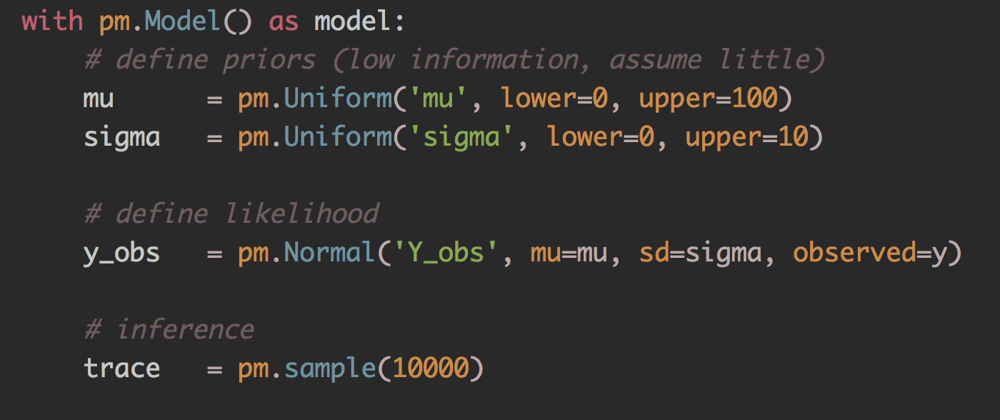 with pm.Model() as model:
    # define priors (low information, assume little)
    mu      = pm.Uniform('mu', lower=0, upper=100)
    sigma   = pm.Uniform('sigma', lower=0, upper=10)
    # define likelihood
    y_obs   = pm.Normal('Y_obs', mu=mu, sd=sigma, observed=y)
    # inference
    trace   = pm.sample(10000)